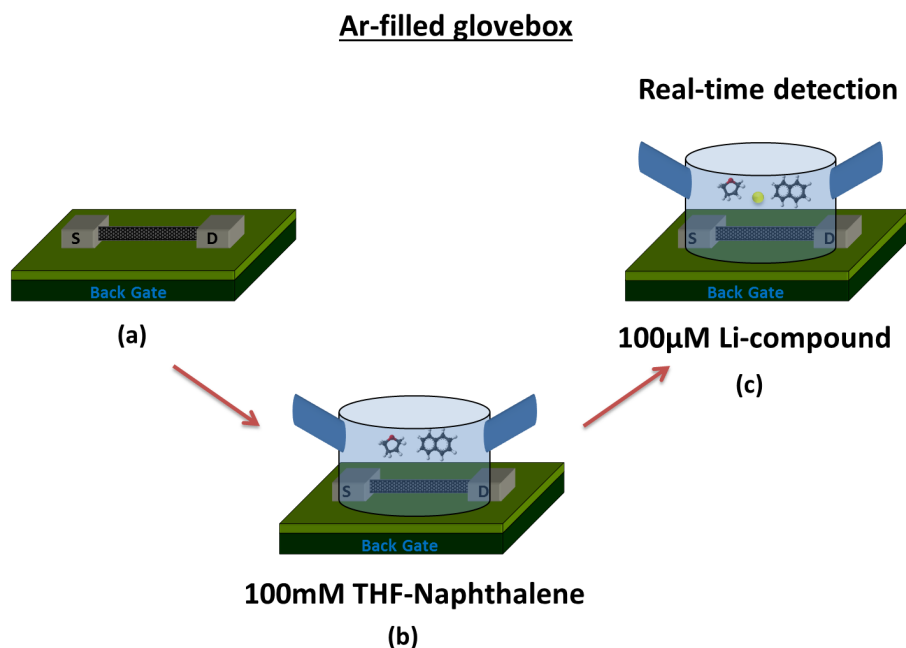 Ar-filled glovebox
Real-time detection
S
D
Back Gate
(a)
S
D
Back Gate
100μM Li-compound
(c)
S
D
Back Gate
100mM THF-Naphthalene
(b)